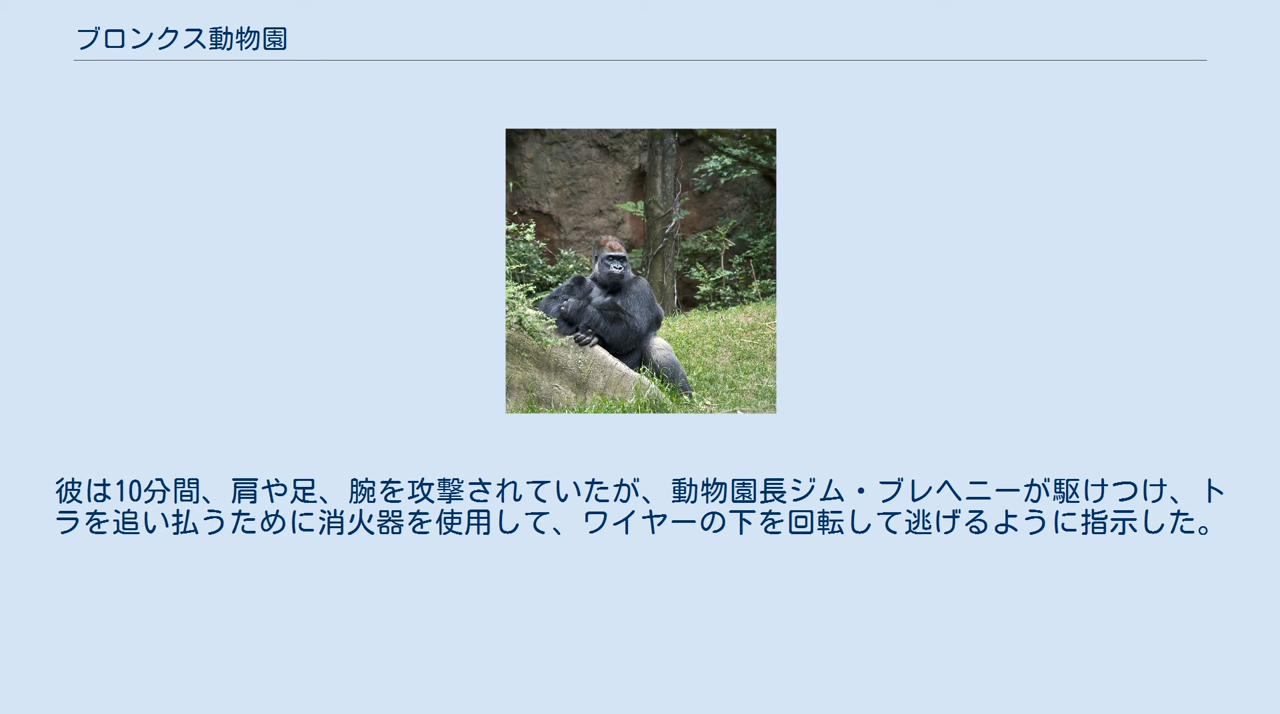 ブロンクス動物園
彼は10分間、肩や足、腕を攻撃されていたが、動物園長ジム・ブレヘニーが駆けつけ、ト
ラを追い払うために消火器を使用して、ワイヤーの下を回転して逃げるように指示した。